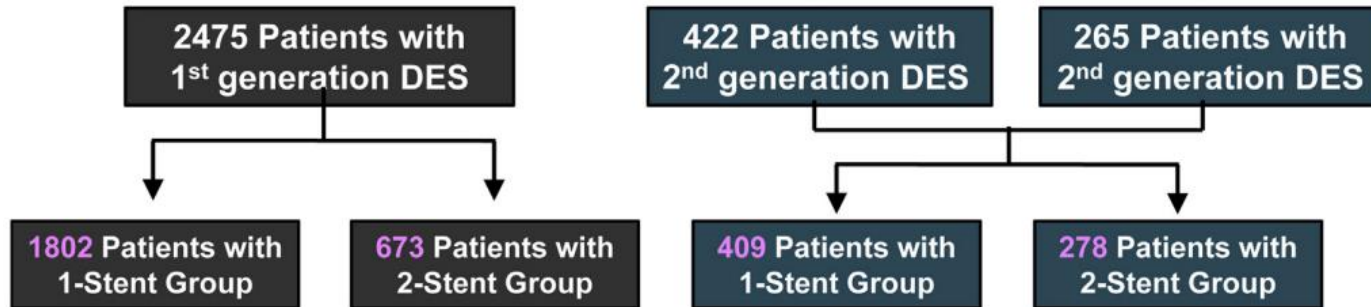 2475 Patients with
1st generation DES
422 Patients with
2nd generation DES
265 Patients with
2nd generation DES
1802 Patients with
1-Stent Group
673 Patients with
2-Stent Group
409 Patients with
1-Stent Group
278 Patients with
2-Stent Group